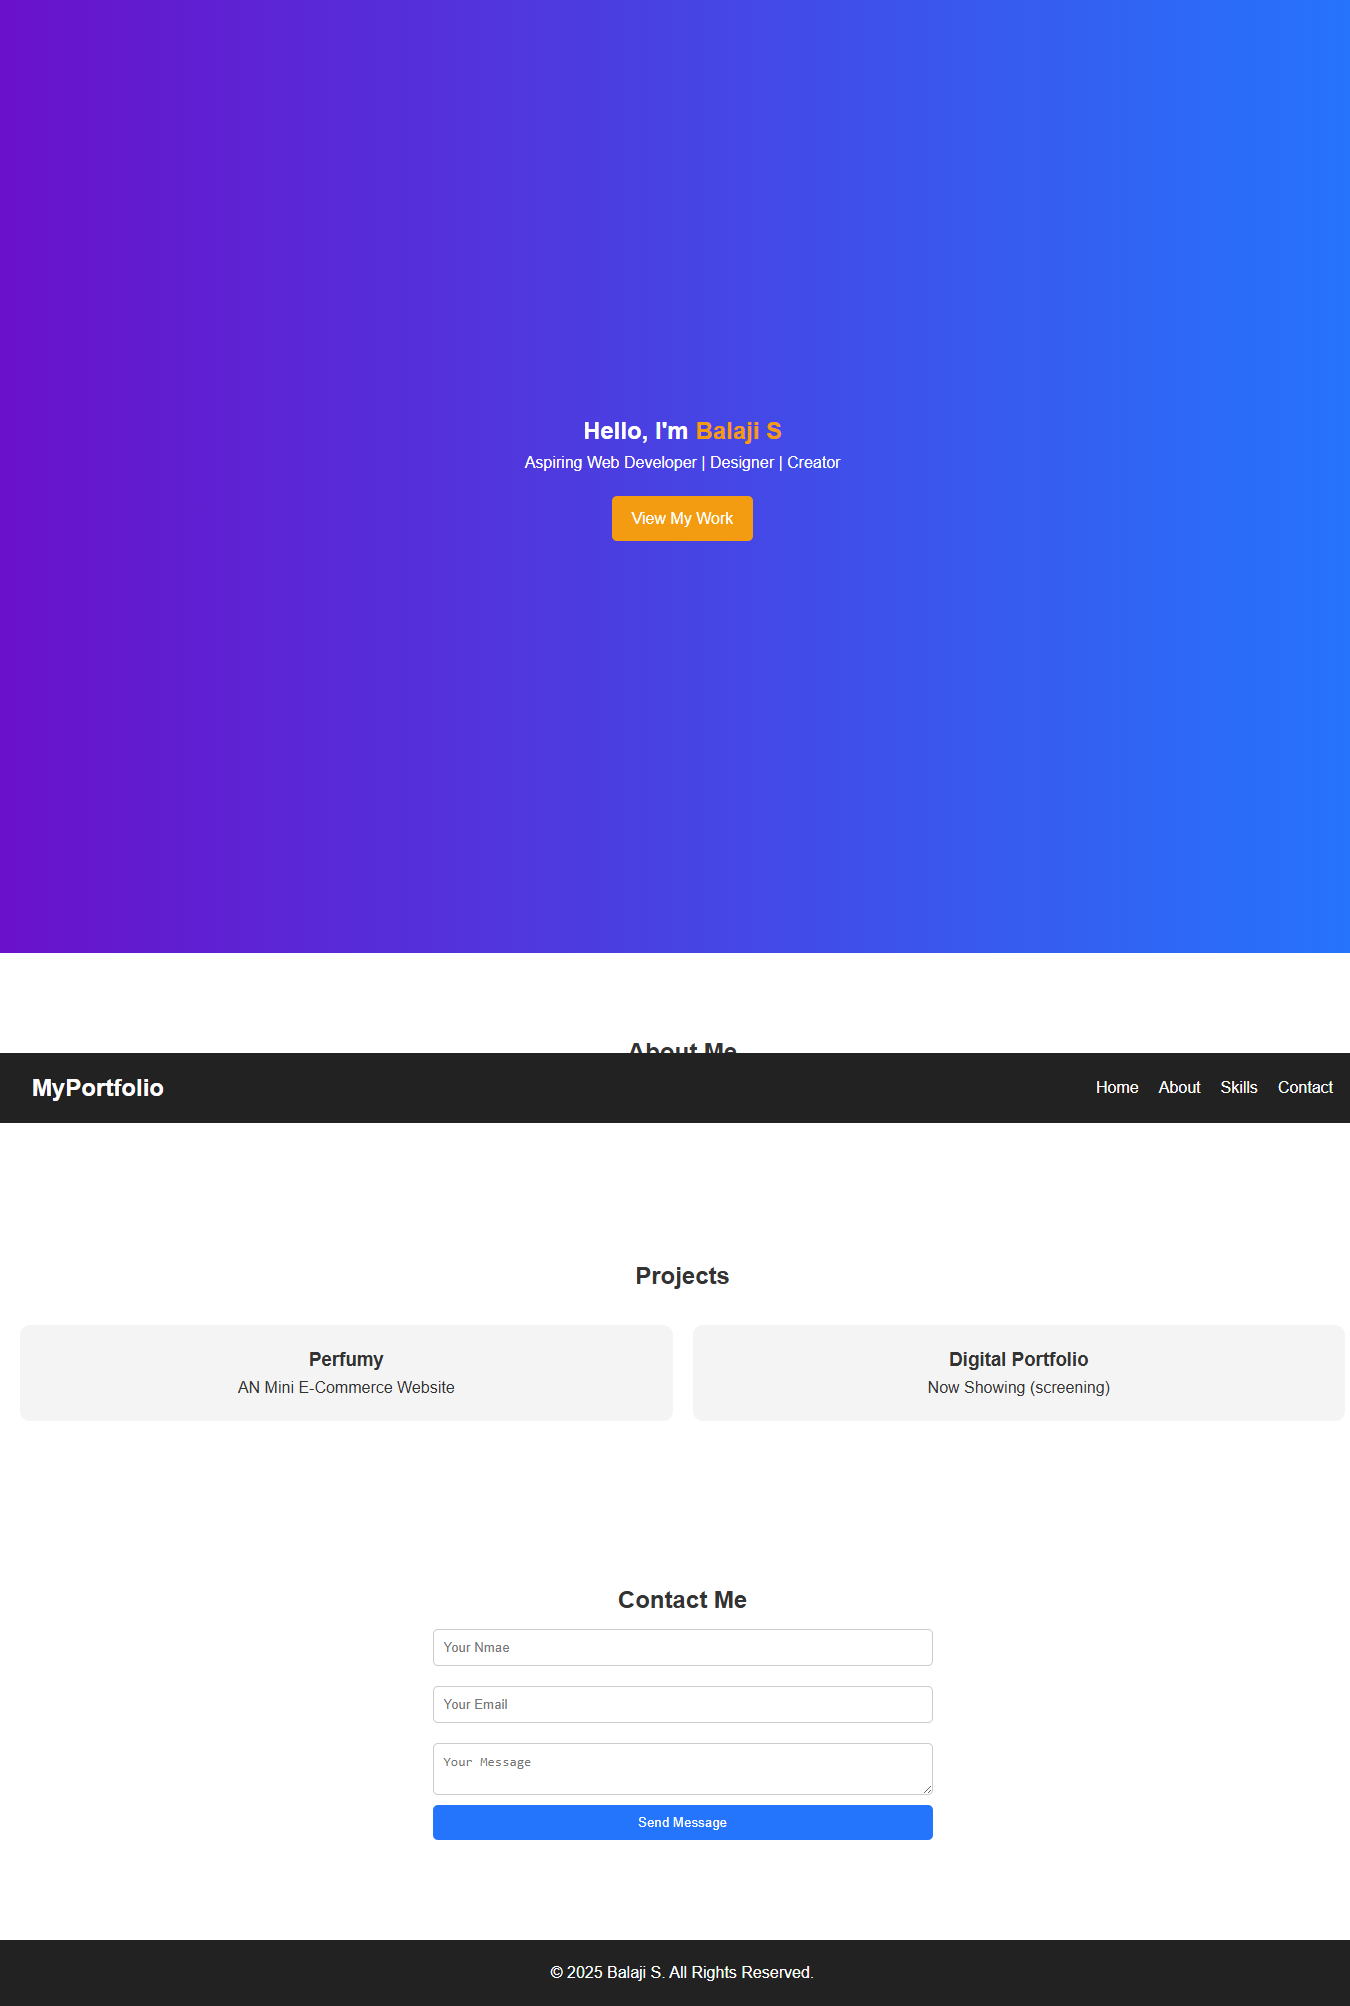 Hello, I'm Balaji S
Aspiring Web Developer | Designer | Creator
View My Work
About Me
MyPortfolio Home About Skills Contact
Projects
Perfumy
AN Mini E-Commerce Website
Digital Portfolio
Now Showing (screening)
Contact Me
Your Nmae
Your Email
Your Message
Send Message
© 2025 Balaji S. All Rights Reserved.